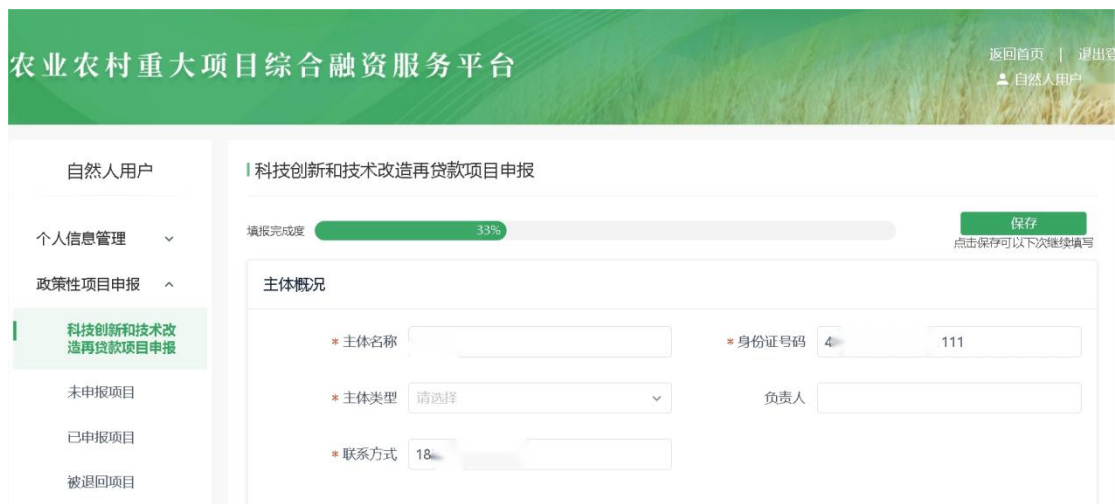 农业农村重大项目综合融资服务平台
返回首页 | 退出登
自然人用户
自然人用户
个人信息管理
政策性项目申报
科技创新和技术改
造再贷款项目申报
未申报项目
已申报项目
被退回项目
科技创新和技术改造再贷款项目申报
填报完成度 33%
保存
点击保存可以下次继续填写
主体概况
* 主体名称
* 身份证号码 4 111
* 主体类型 请选择
负责人
* 联系方式 18